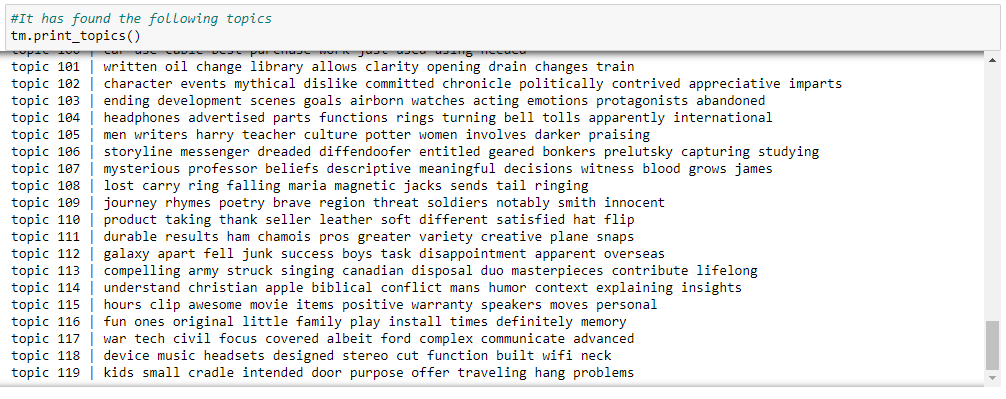 #It has found the following topics
tm.print_topics()
topic 100 | car use cable best purchase work just used using needed
topic 101 | written oil change library allows clarity opening drain changes train
topic 102 | character events mythical dislike committed chronicle politically contrived appreciative imparts
topic 103 | ending development scenes goals airborn watches acting emotions protagonists abandoned
topic 104 | headphones advertised parts functions rings turning bell tolls apparently international
topic 105 | men writers harry teacher culture potter women involves darker praising
topic 106 | storyline messenger dreaded diffendoofer entitled geared bonkers prelutsky capturing studying
topic 107 | mysterious professor beliefs descriptive meaningful decisions witness blood grows james
topic 108 | lost carry ring falling maria magnetic jacks sends tail ringing
topic 109 | journey rhymes poetry brave region threat soldiers notably smith innocent
topic 110 | product taking thank seller leather soft different satisfied hat flip
topic 111 | durable results ham chamois pros greater variety creative plane snaps
topic 112 | galaxy apart fell junk success boys task disappointment apparent overseas
topic 113 | compelling army struck singing canadian disposal duo masterpieces contribute lifelong
topic 114 | understand christian apple biblical conflict mans humor context explaining insights
topic 115 | hours clip awesome movie items positive warranty speakers moves personal
topic 116 | fun ones original little family play install times definitely memory
topic 117 | war tech civil focus covered albeit ford complex communicate advanced
topic 118 | device music headsets designed stereo cut function built wifi neck
topic 119 | kids small cradle intended door purpose offer traveling hang problems